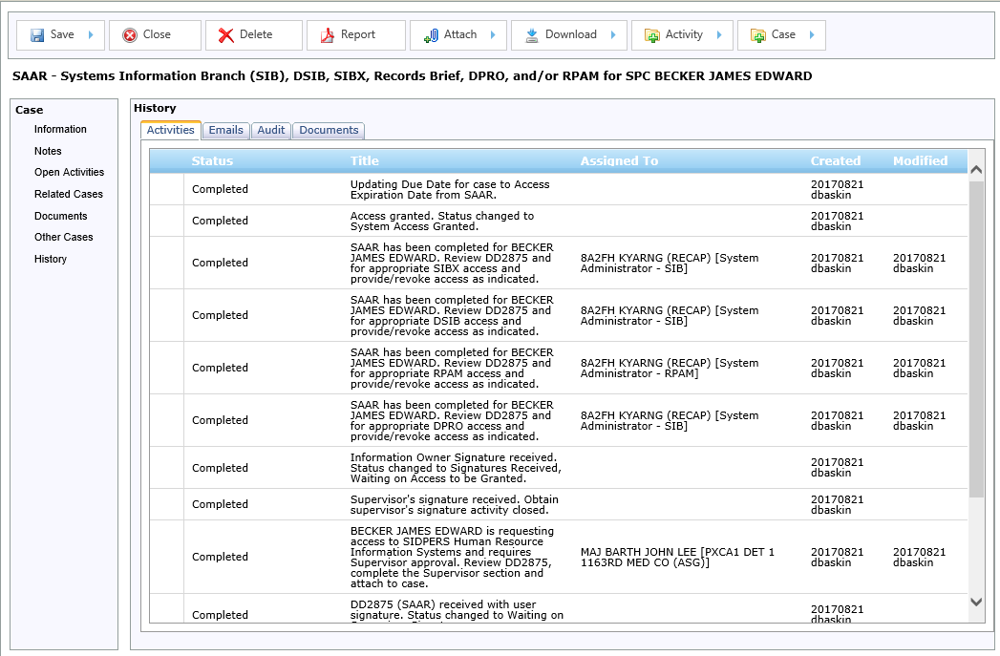 Save Close Delete Report Attach Download Activity Case
SAAR - Systems Information Branch (SIB), DSIB, SIBX, Records Brief, DPRO, and/or RPAM for SPC BECKER JAMES EDWARD
Case
Information
Notes
Open Activities
Related Cases
Documents
Other Cases
History
History
Activities Emails Audit Documents
Status Title Assigned To Created Modified
Completed
Updating Due Date for case to Access
Expiration Date from SAAR.
20170821
dbaskin
Completed
Access granted. Status changed to
System Access Granted.
20170821
dbaskin
Completed
SAAR has been completed for BECKER
JAMES EDWARD. Review DD2875 and
for appropriate SIBX access and
provide/revoke access as indicated.
8A2FH KYARNG (RECAP) [System
Administrator - SIB]
20170821
dbaskin
20170821
dbaskin
Completed
SAAR has been completed for BECKER
JAMES EDWARD. Review DD2875 and
for appropriate DSIB access and
provide/revoke access as indicated.
8A2FH KYARNG (RECAP) [System
Administrator - SIB]
20170821
dbaskin
20170821
dbaskin
Completed
SAAR has been completed for BECKER
JAMES EDWARD. Review DD2875 and
for appropriate RPAM access and
provide/revoke access as indicated.
8A2FH KYARNG (RECAP) [System
Administrator - RPAM]
20170821
dbaskin
20170821
dbaskin
Completed
SAAR has been completed for BECKER
JAMES EDWARD. Review DD2875 and
for appropriate DPRO access and
provide/revoke access as indicated.
8A2FH KYARNG (RECAP) [System
Administrator - SIB]
20170821
dbaskin
20170821
dbaskin
Completed
Information Owner Signature received.
Status changed to Signatures Received,
Waiting on Access to be Granted.
20170821
dbaskin
Completed
Supervisor's signature received. Obtain
supervisor's signature activity closed.
20170821
dbaskin
Completed
BECKER JAMES EDWARD is requesting
access to SIDPERS Human Resource
Information Systems and requires
Supervisor approval. Review DD2875,
complete the Supervisor section and
attach to case.
MAJ BARTH JOHN LEE [PXCA1 DET 1
1163RD MED CO (ASG)]
20170821
dbaskin
20170821
dbaskin
Completed
DD2875 (SAAR) received with user
signature. Status changed to Waiting on
20170821
dbaskin